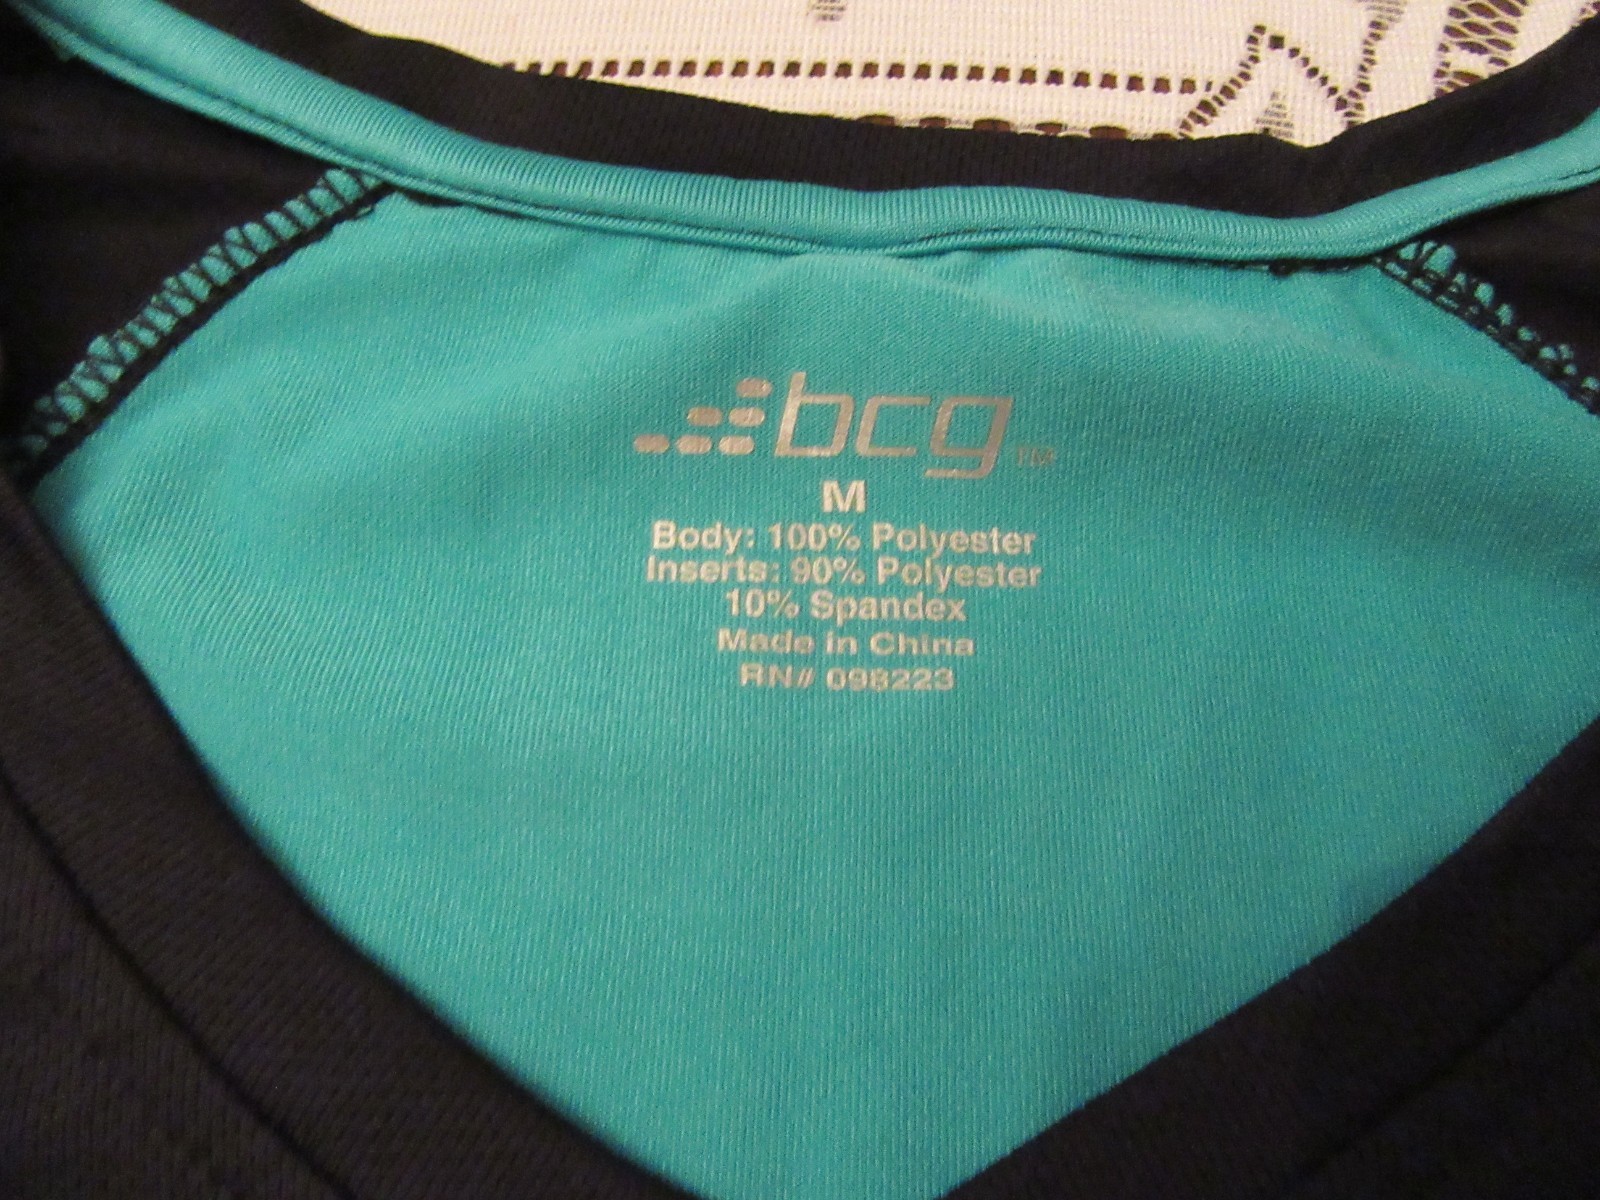 bcg™
M
Body: 100% Polyester
Inserts: 90% Polyester
10% Spandex
Made in China
RN# 098223